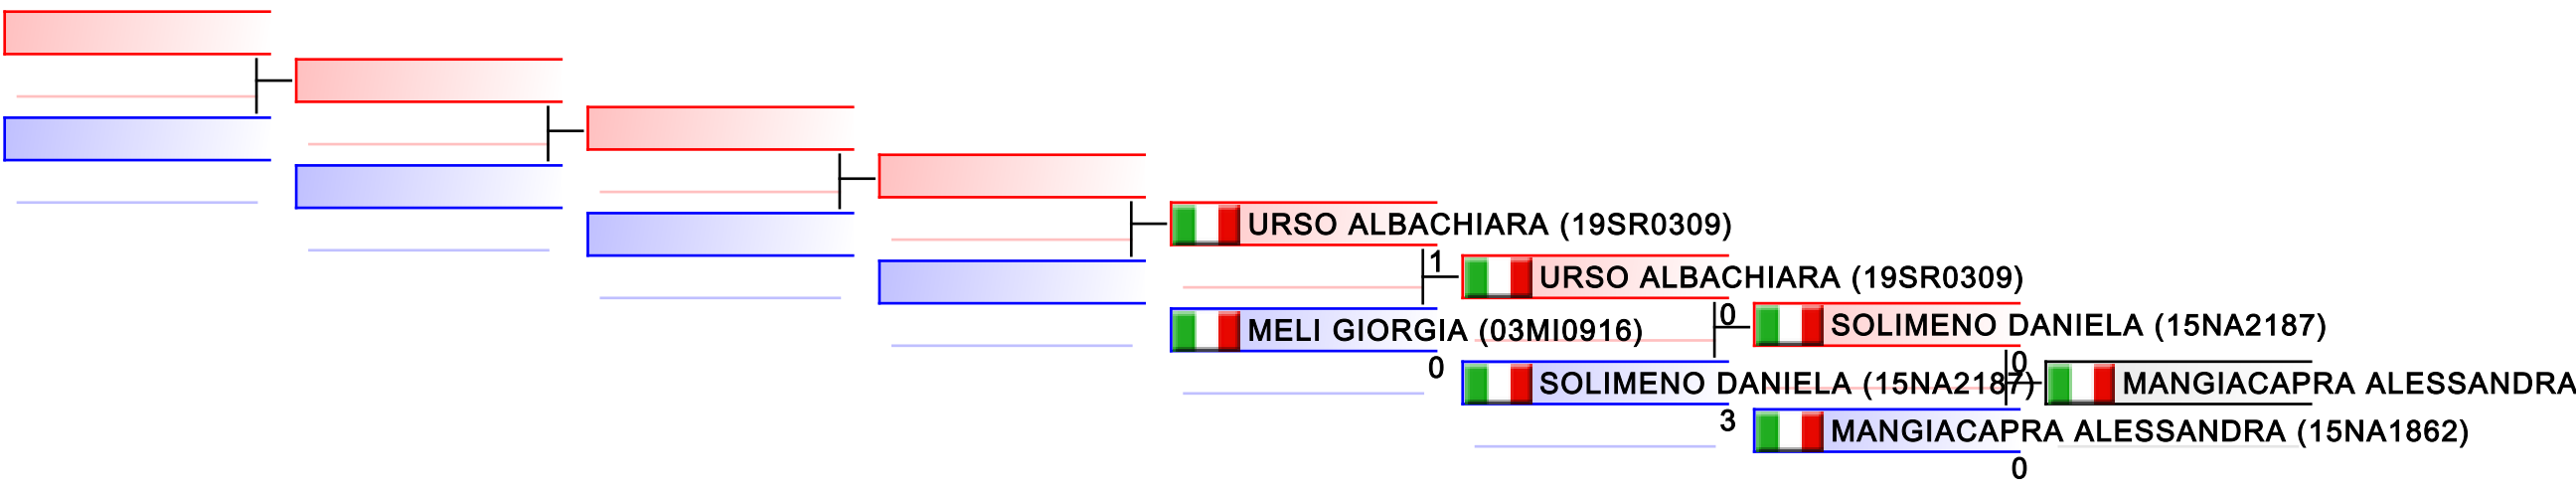 URSO ALBACHIARA (19SR0309)
1
URSO ALBACHIARA (19SR0309)
MELI GIORGIA (03MI0916)
0
0
SOLIMENO DANIELA (15NA2187)
SOLIMENO DANIELA (15NA2187)
3
0
MANGIACAPRA ALESSANDRA
MANGIACAPRA ALESSANDRA (15NA1862)
0